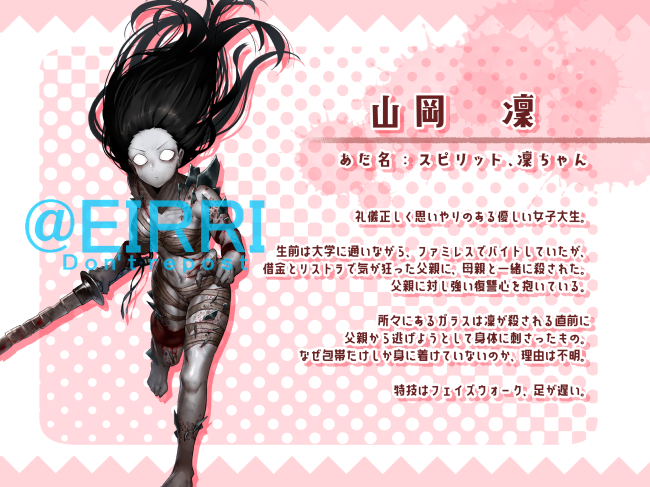 山岡 凛
あだ名:スピリット、凛ちゃん
礼儀正しく思いやりのある優しい女子大生。
生前は大学に通いながら、ファミレスでバイトしていたが、
借金とリストラで気が狂った父親に、母親と一緒に殺された。
父親に対し強い復讐心を抱いている。
所々にあるガラスは凛が殺される直前に
父親から逃げようとして身体に刺さったもの。
なぜ包帯だけしか身に着けていないのか、理由は不明。
特技はフェイズウォーク、足が遅い。
@EIRRI
Don't repost